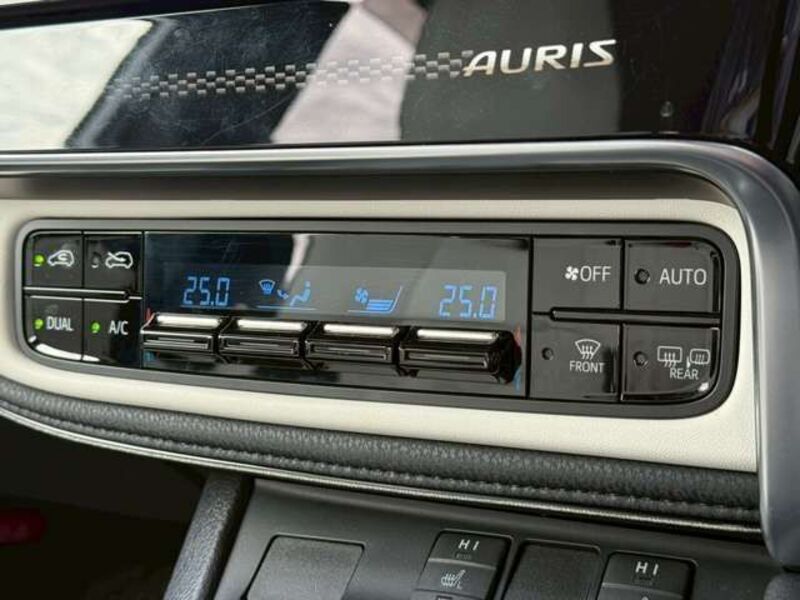 AURIS
25.0 25.0
OFF AUTO
DUAL A/C
FRONT REAR
HI HI